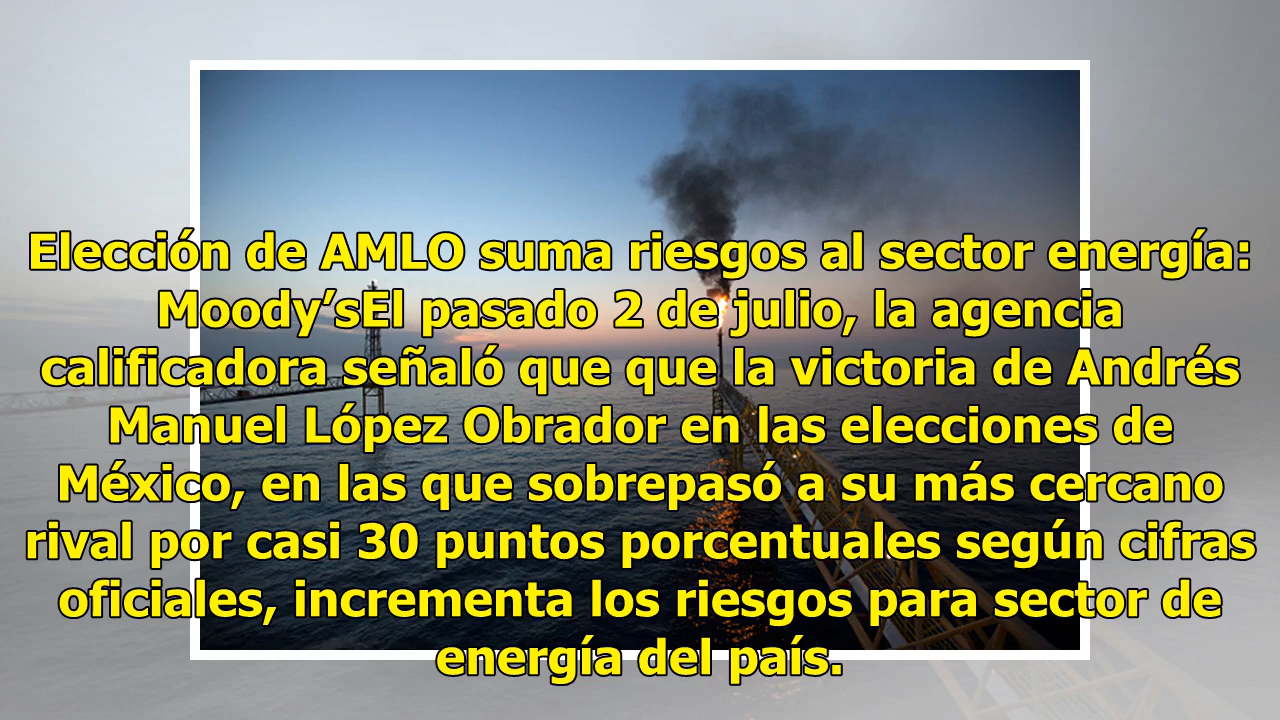 Elección de AMLO suma riesgos al sector energía:
Moody’sEl pasado 2 de julio, la agencia
calificadora señaló que que la victoria de Andrés
Manuel López Obrador en las elecciones de
México, en las que sobrepasó a su más cercano
rival por casi 30 puntos porcentuales según cifras
oficiales, incrementa los riesgos para sector de
energía del país.